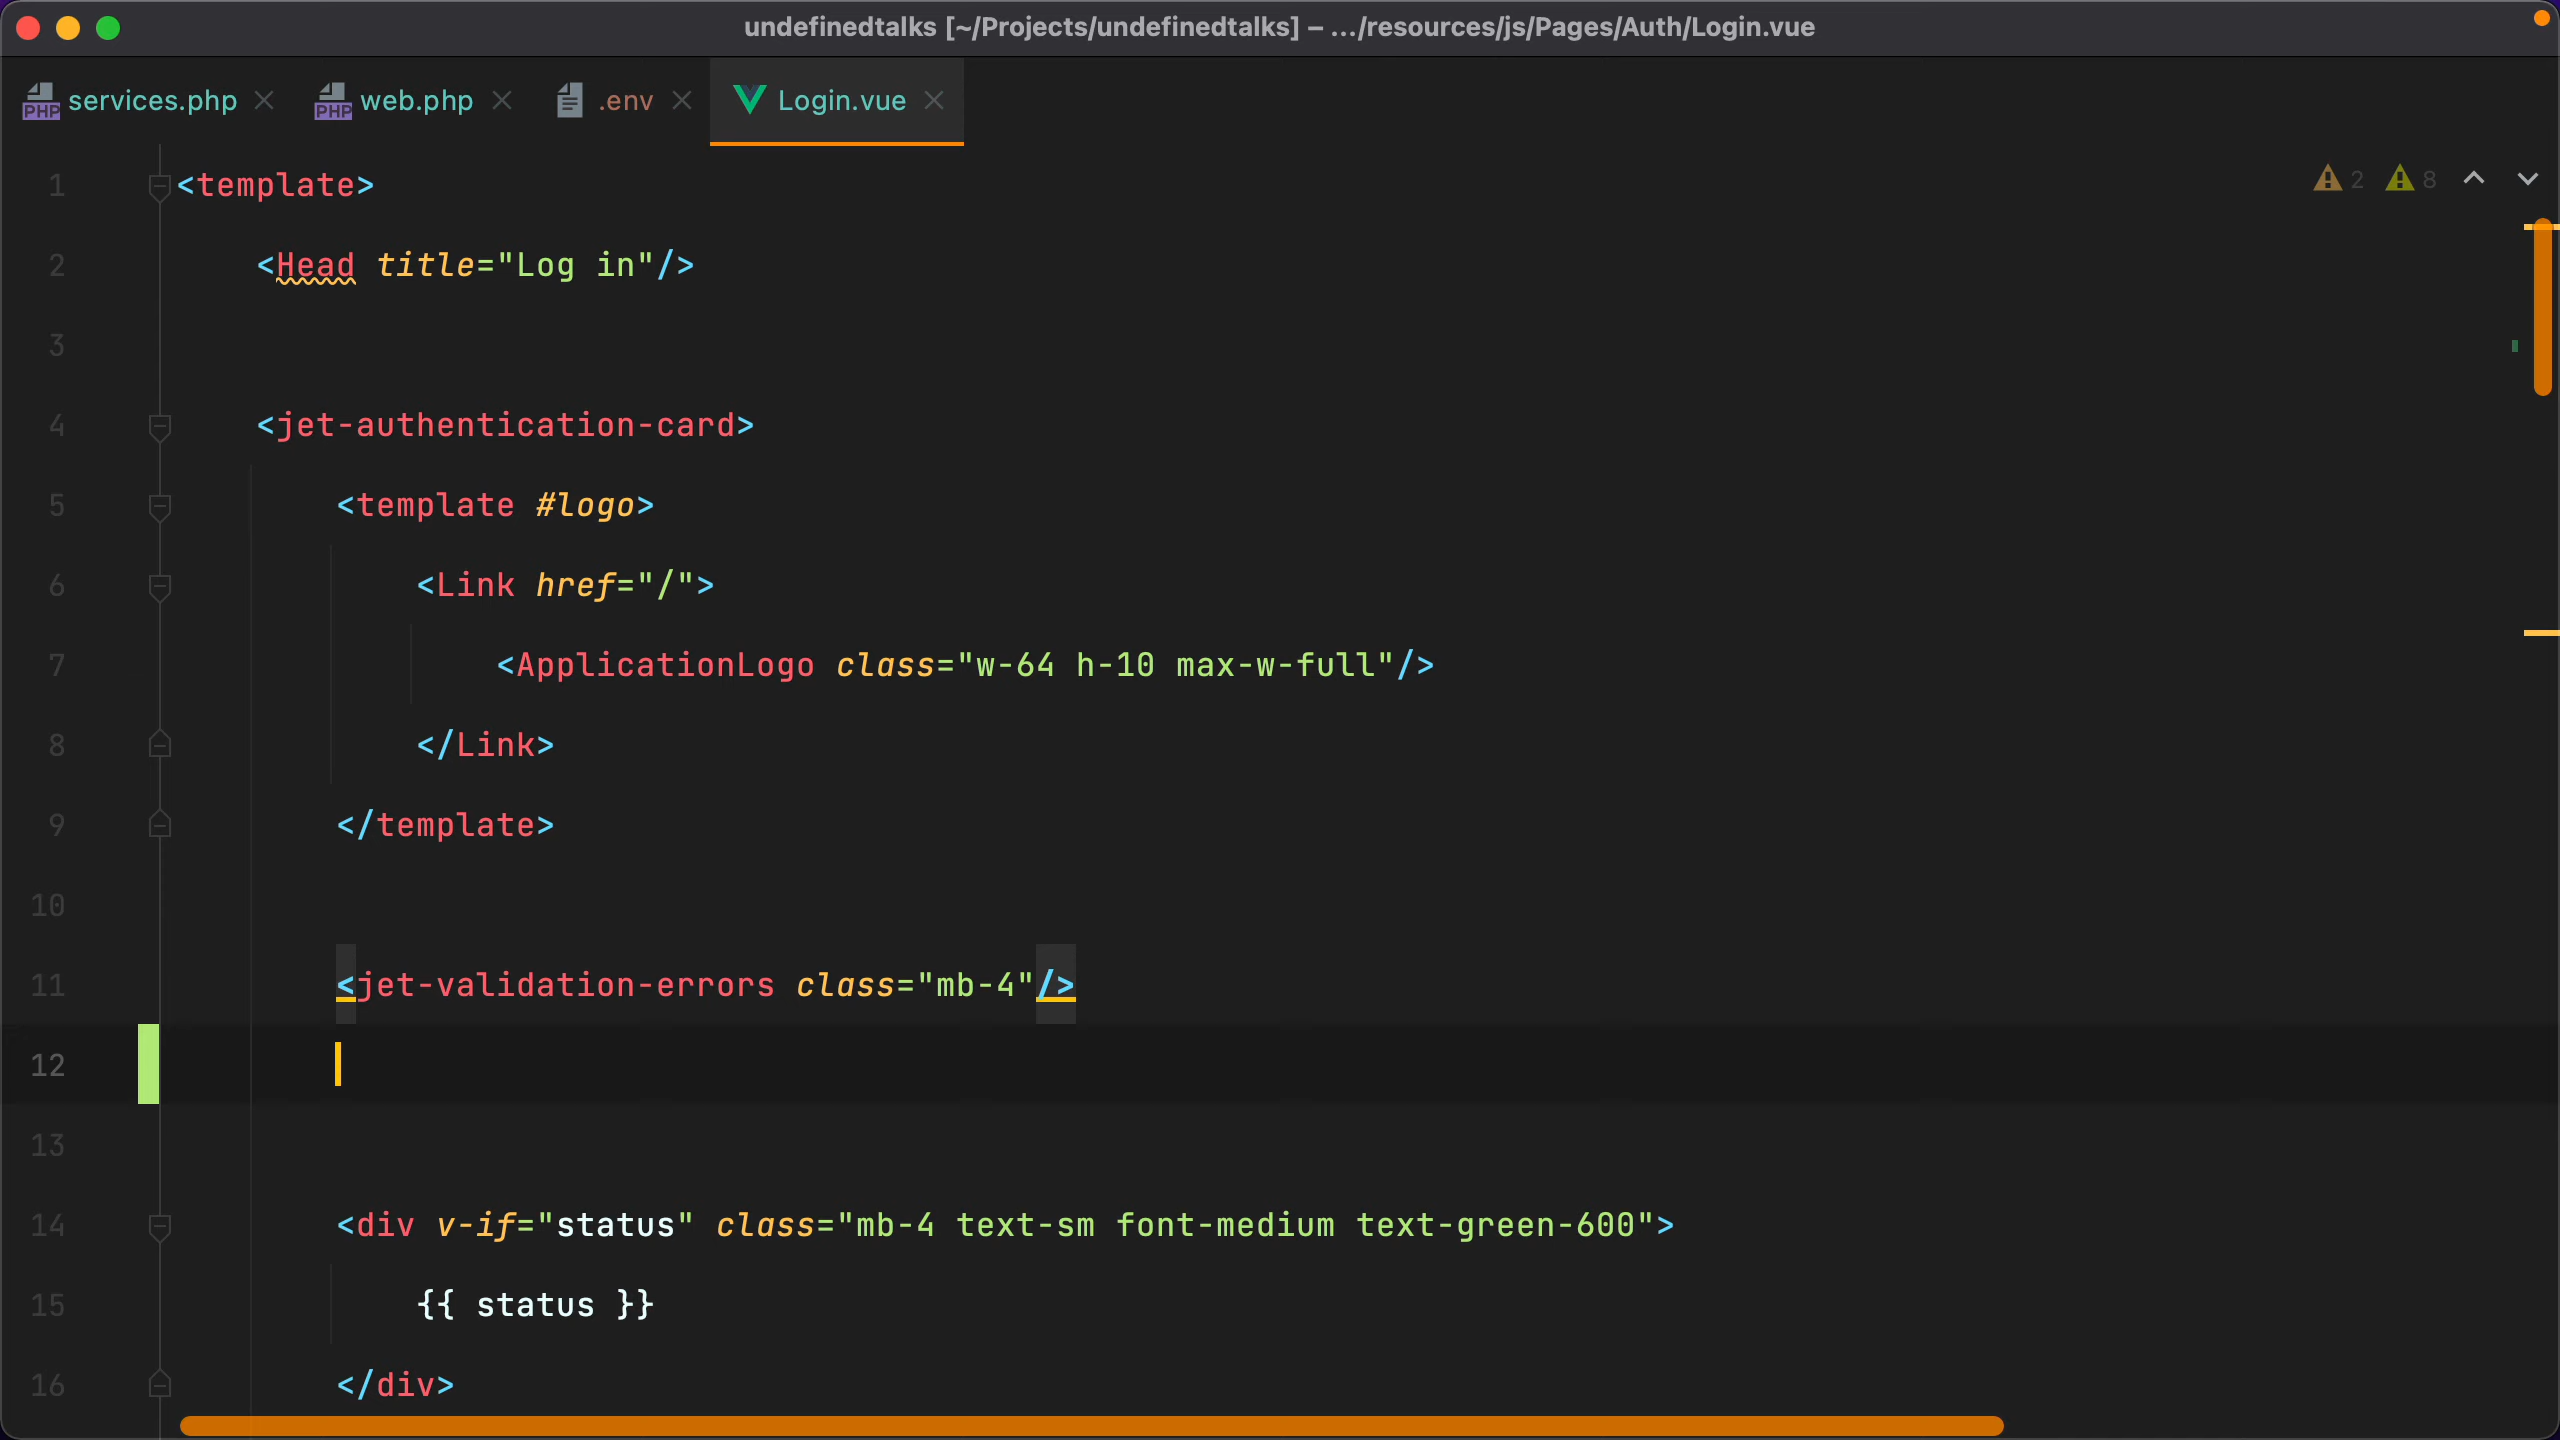 undefinedtalks [~/Projects/undefinedtalks] – .../resources/js/Pages/Auth/Login.vue
PHP services.php PHP web.php .env Login.vue
1 <template>
2 8
2 <Head title="Log in"/>
3
4 <jet-authentication-card>
5 <template #logo>
6 <Link href="/">
7 <ApplicationLogo class="w-64 h-10 max-w-full"/>
8 </Link>
9 </template>
10
11 <jet-validation-errors class="mb-4"/>
12
13
14 <div v-if="status" class="mb-4 text-sm font-medium text-green-600">
15 {{ status }}
16 </div>